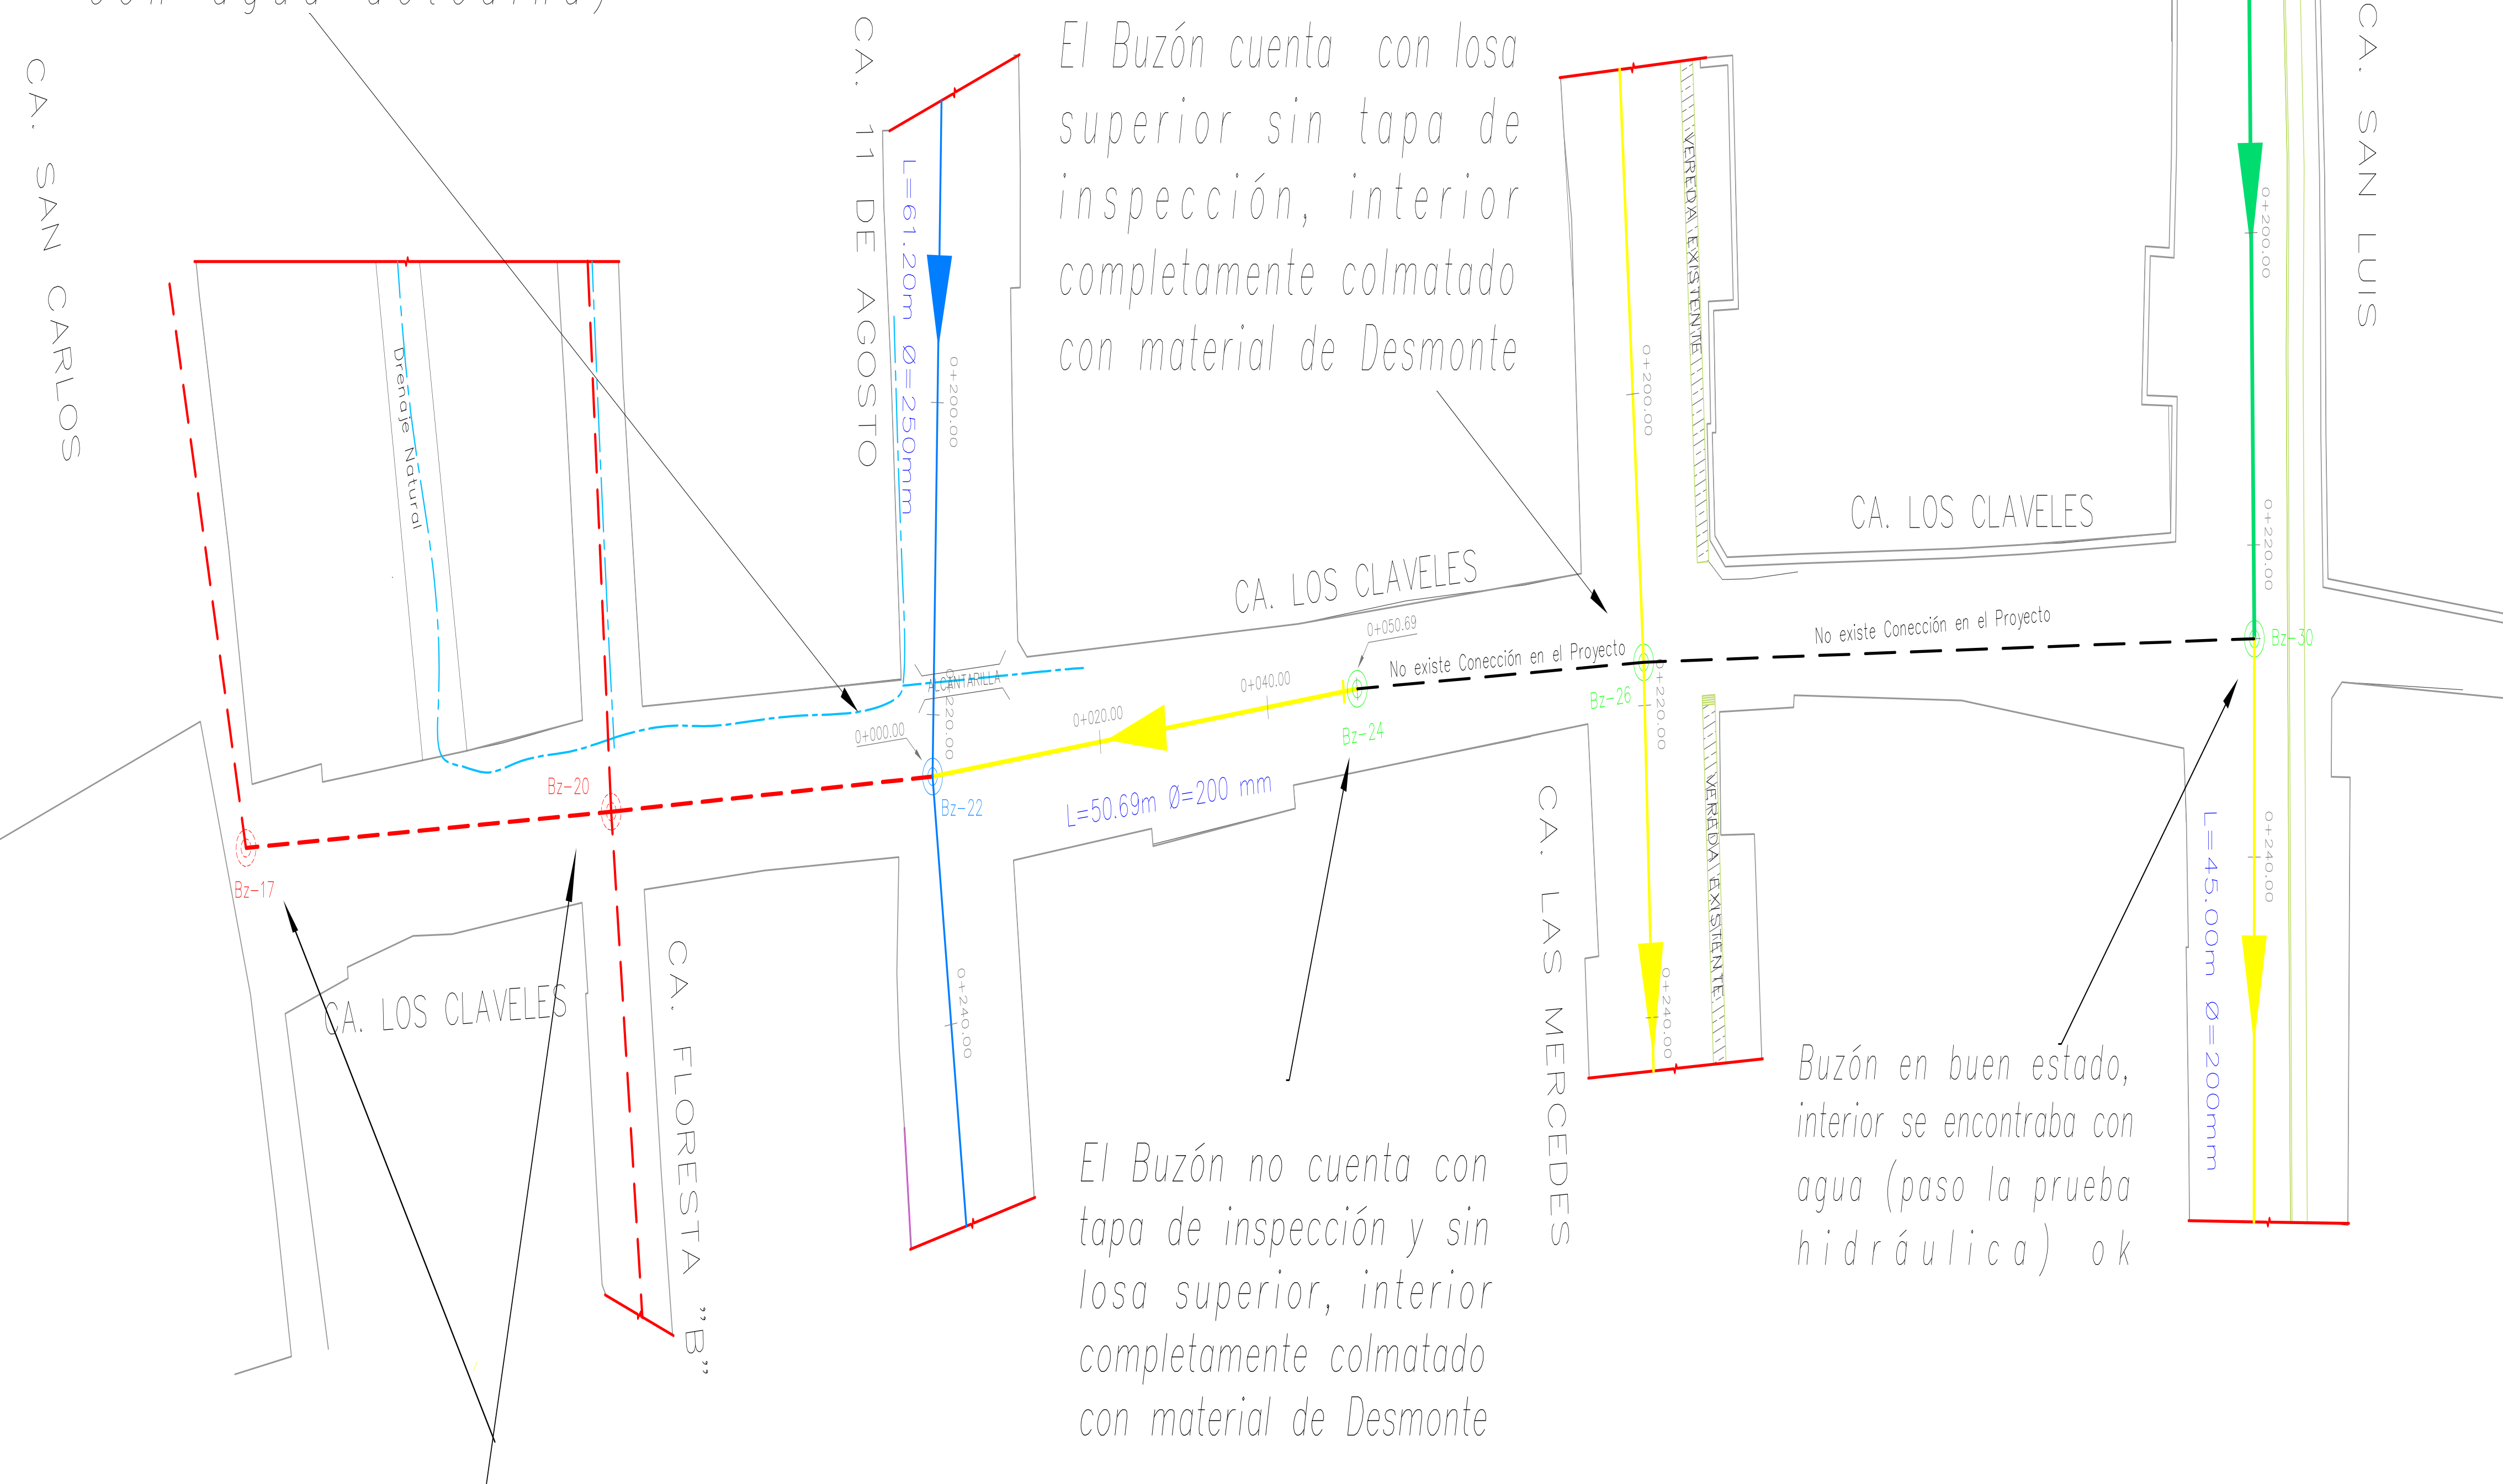 con agua
El Buzón cuenta con losa
superior sin tapa de
inspección, interior
completamente colmatado
con material de Desmonte
CA. SAN CARLOS
CA. 11 DE AGOSTO
CA. SAN LUIS
L=61.20m Ø=250mm
VEREDA EXISTENTE
Drenaje Natural
0+200.00
0+200.00
0+200.00
CA. LOS CLAVELES
CA. LOS CLAVELES
0+220.00
0+050.69
No existe Conección en el Proyecto
No existe Conección en el Proyecto
Bz-30
ALCANTARILLA
0+040.00
Bz-26
0+220.00
0+220.00
0+020.00
0+000.00
Bz-24
Bz-20
Bz-22
L=50.69m Ø=200 mm
Bz-17
CA. LAS MERCEDES
VEREDA EXISTENTE
L=45.00m Ø=200mm
0+240.00
0+240.00
0+240.00
CA. LOS CLAVELES
CA. FLORESTA "B"
Buzón en buen estado,
interior se encontraba con
agua (paso la prueba
hidráulica) ok
El Buzón no cuenta con
tapa de inspección y sin
losa superior, interior
completamente colmatado
con material de Desmonte